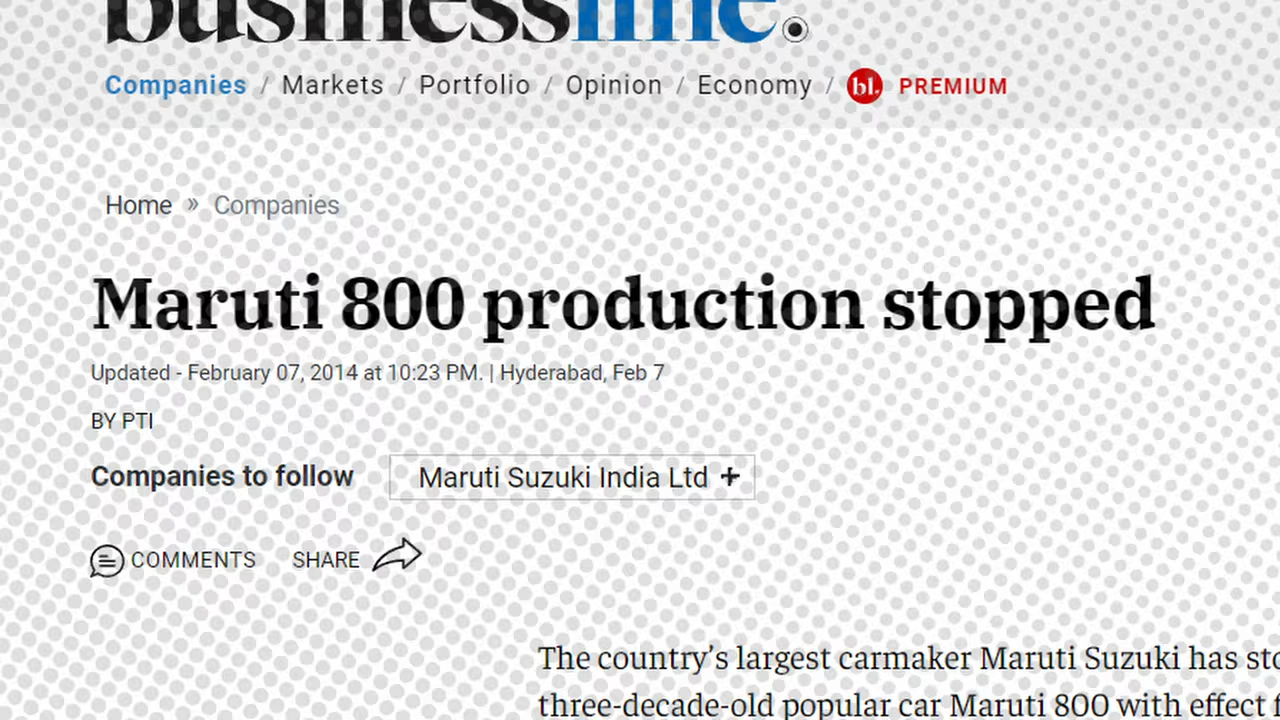 businessline.
Companies / Markets / Portfolio / Opinion / Economy / bl. PREMIUM
Home » Companies
Maruti 800 production stopped
Updated - February 07, 2014 at 10:23 PM. | Hyderabad, Feb 7
BY PTI
Companies to follow Maruti Suzuki India Ltd +
COMMENTS SHARE
The country’s largest carmaker Maruti Suzuki has
three-decade-old popular car Maruti 800 with effect